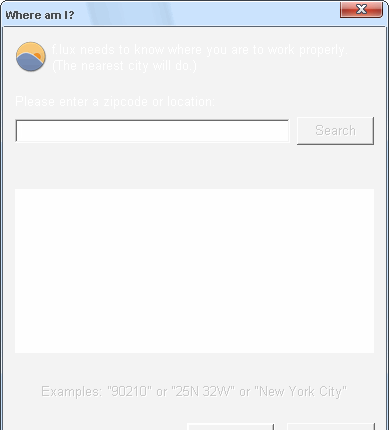 Where am I?
f.lux needs to know where you are to work properly.
(The nearest city will do.)
Please enter a zipcode or location:
Search
Examples: "90210" or "25N 32W" or "New York City"